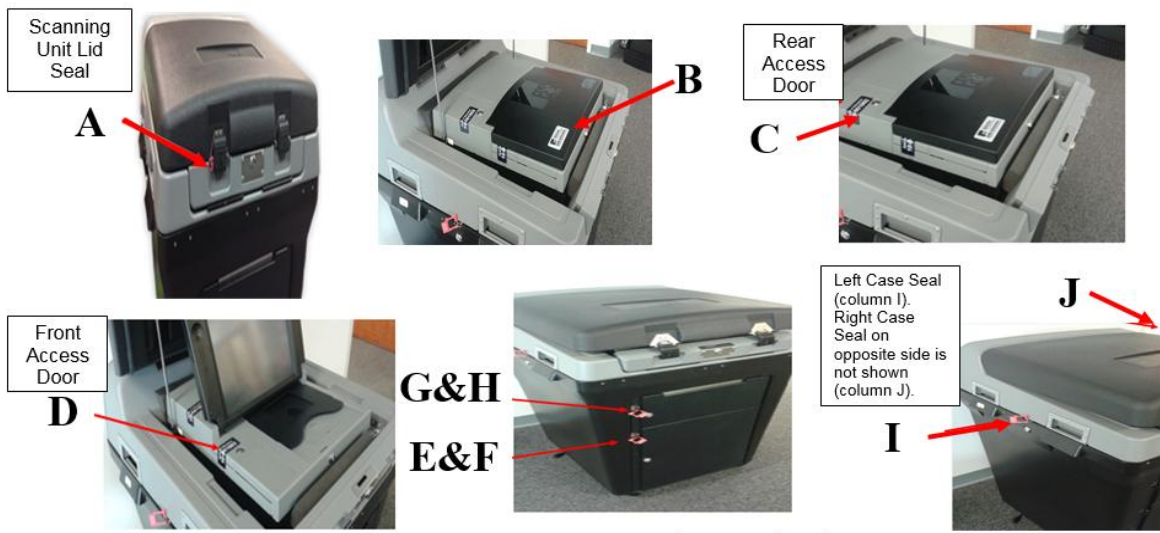 Scanning
Unit Lid
Seal
A
B
Rear
Access
Door
C
Front
Access
Door
D
G&H
E&F
Left Case Seal
(column I).
Right Case
Seal on
opposite side is
not shown
(column J).
J
I